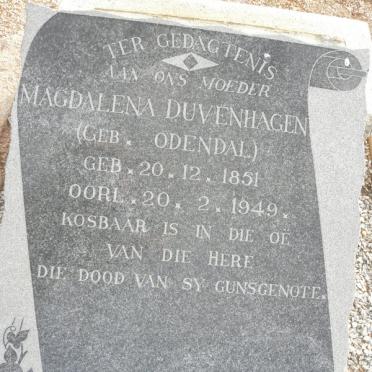 TER GEDAGTENIS
AAN ONS MOEDER
MAGDALENA DUVENHAGEN
(GEB. ODENDAL)
GEB. 20. 12. 1851
OORL. 20. 2. 1949.
KOSBAAR IS IN DIE OË
VAN DIE HERE
DIE DOOD VAN SY GUNSGENOTE.